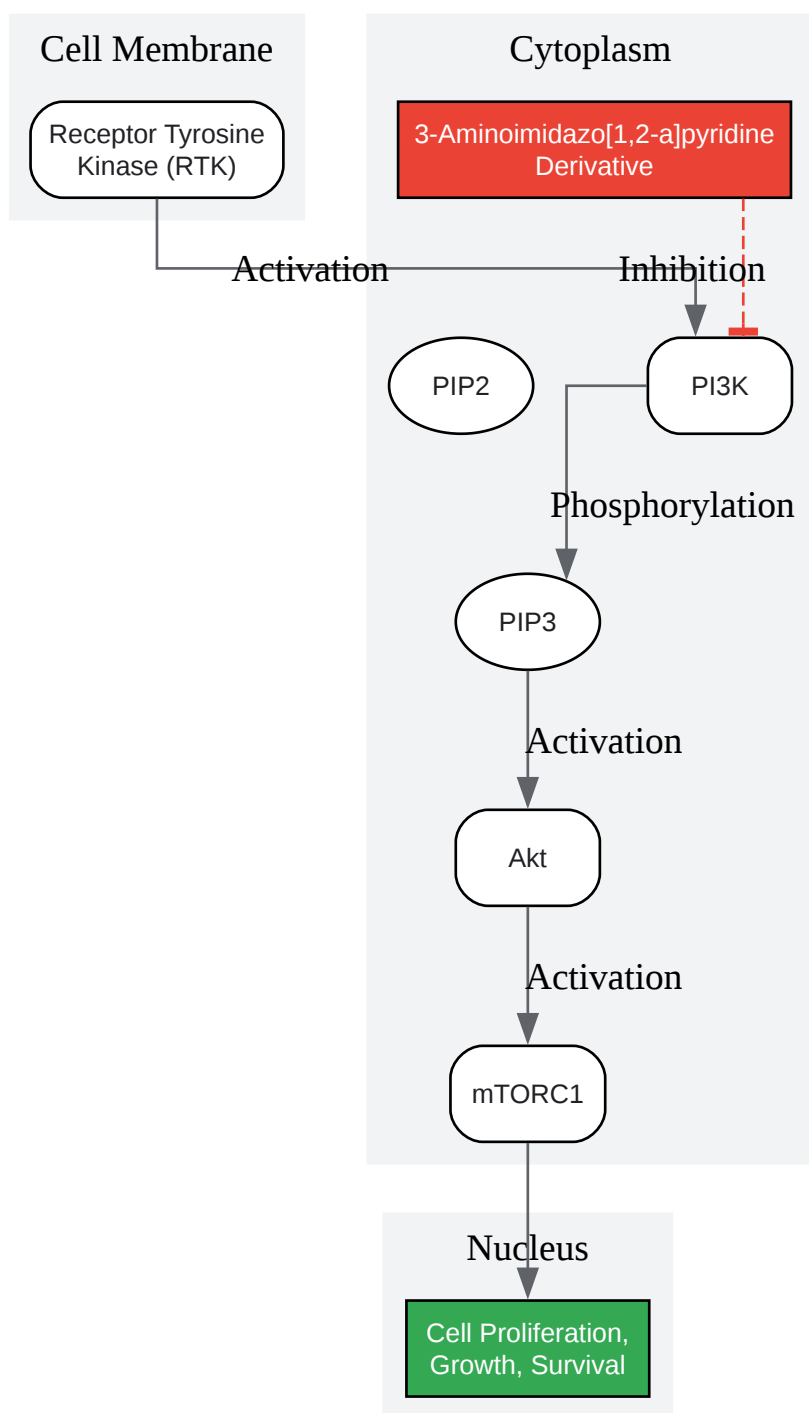 Cell Membrane
Cytoplasm
Receptor Tyrosine
Kinase (RTK)
3-Aminoimidazo[1,2-a]pyridine
Derivative
Activation
Inhibition
PIP2
PI3K
Phosphorylation
PIP3
Activation
Akt
Activation
mTORC1
Nucleus
Cell Proliferation,
Growth, Survival